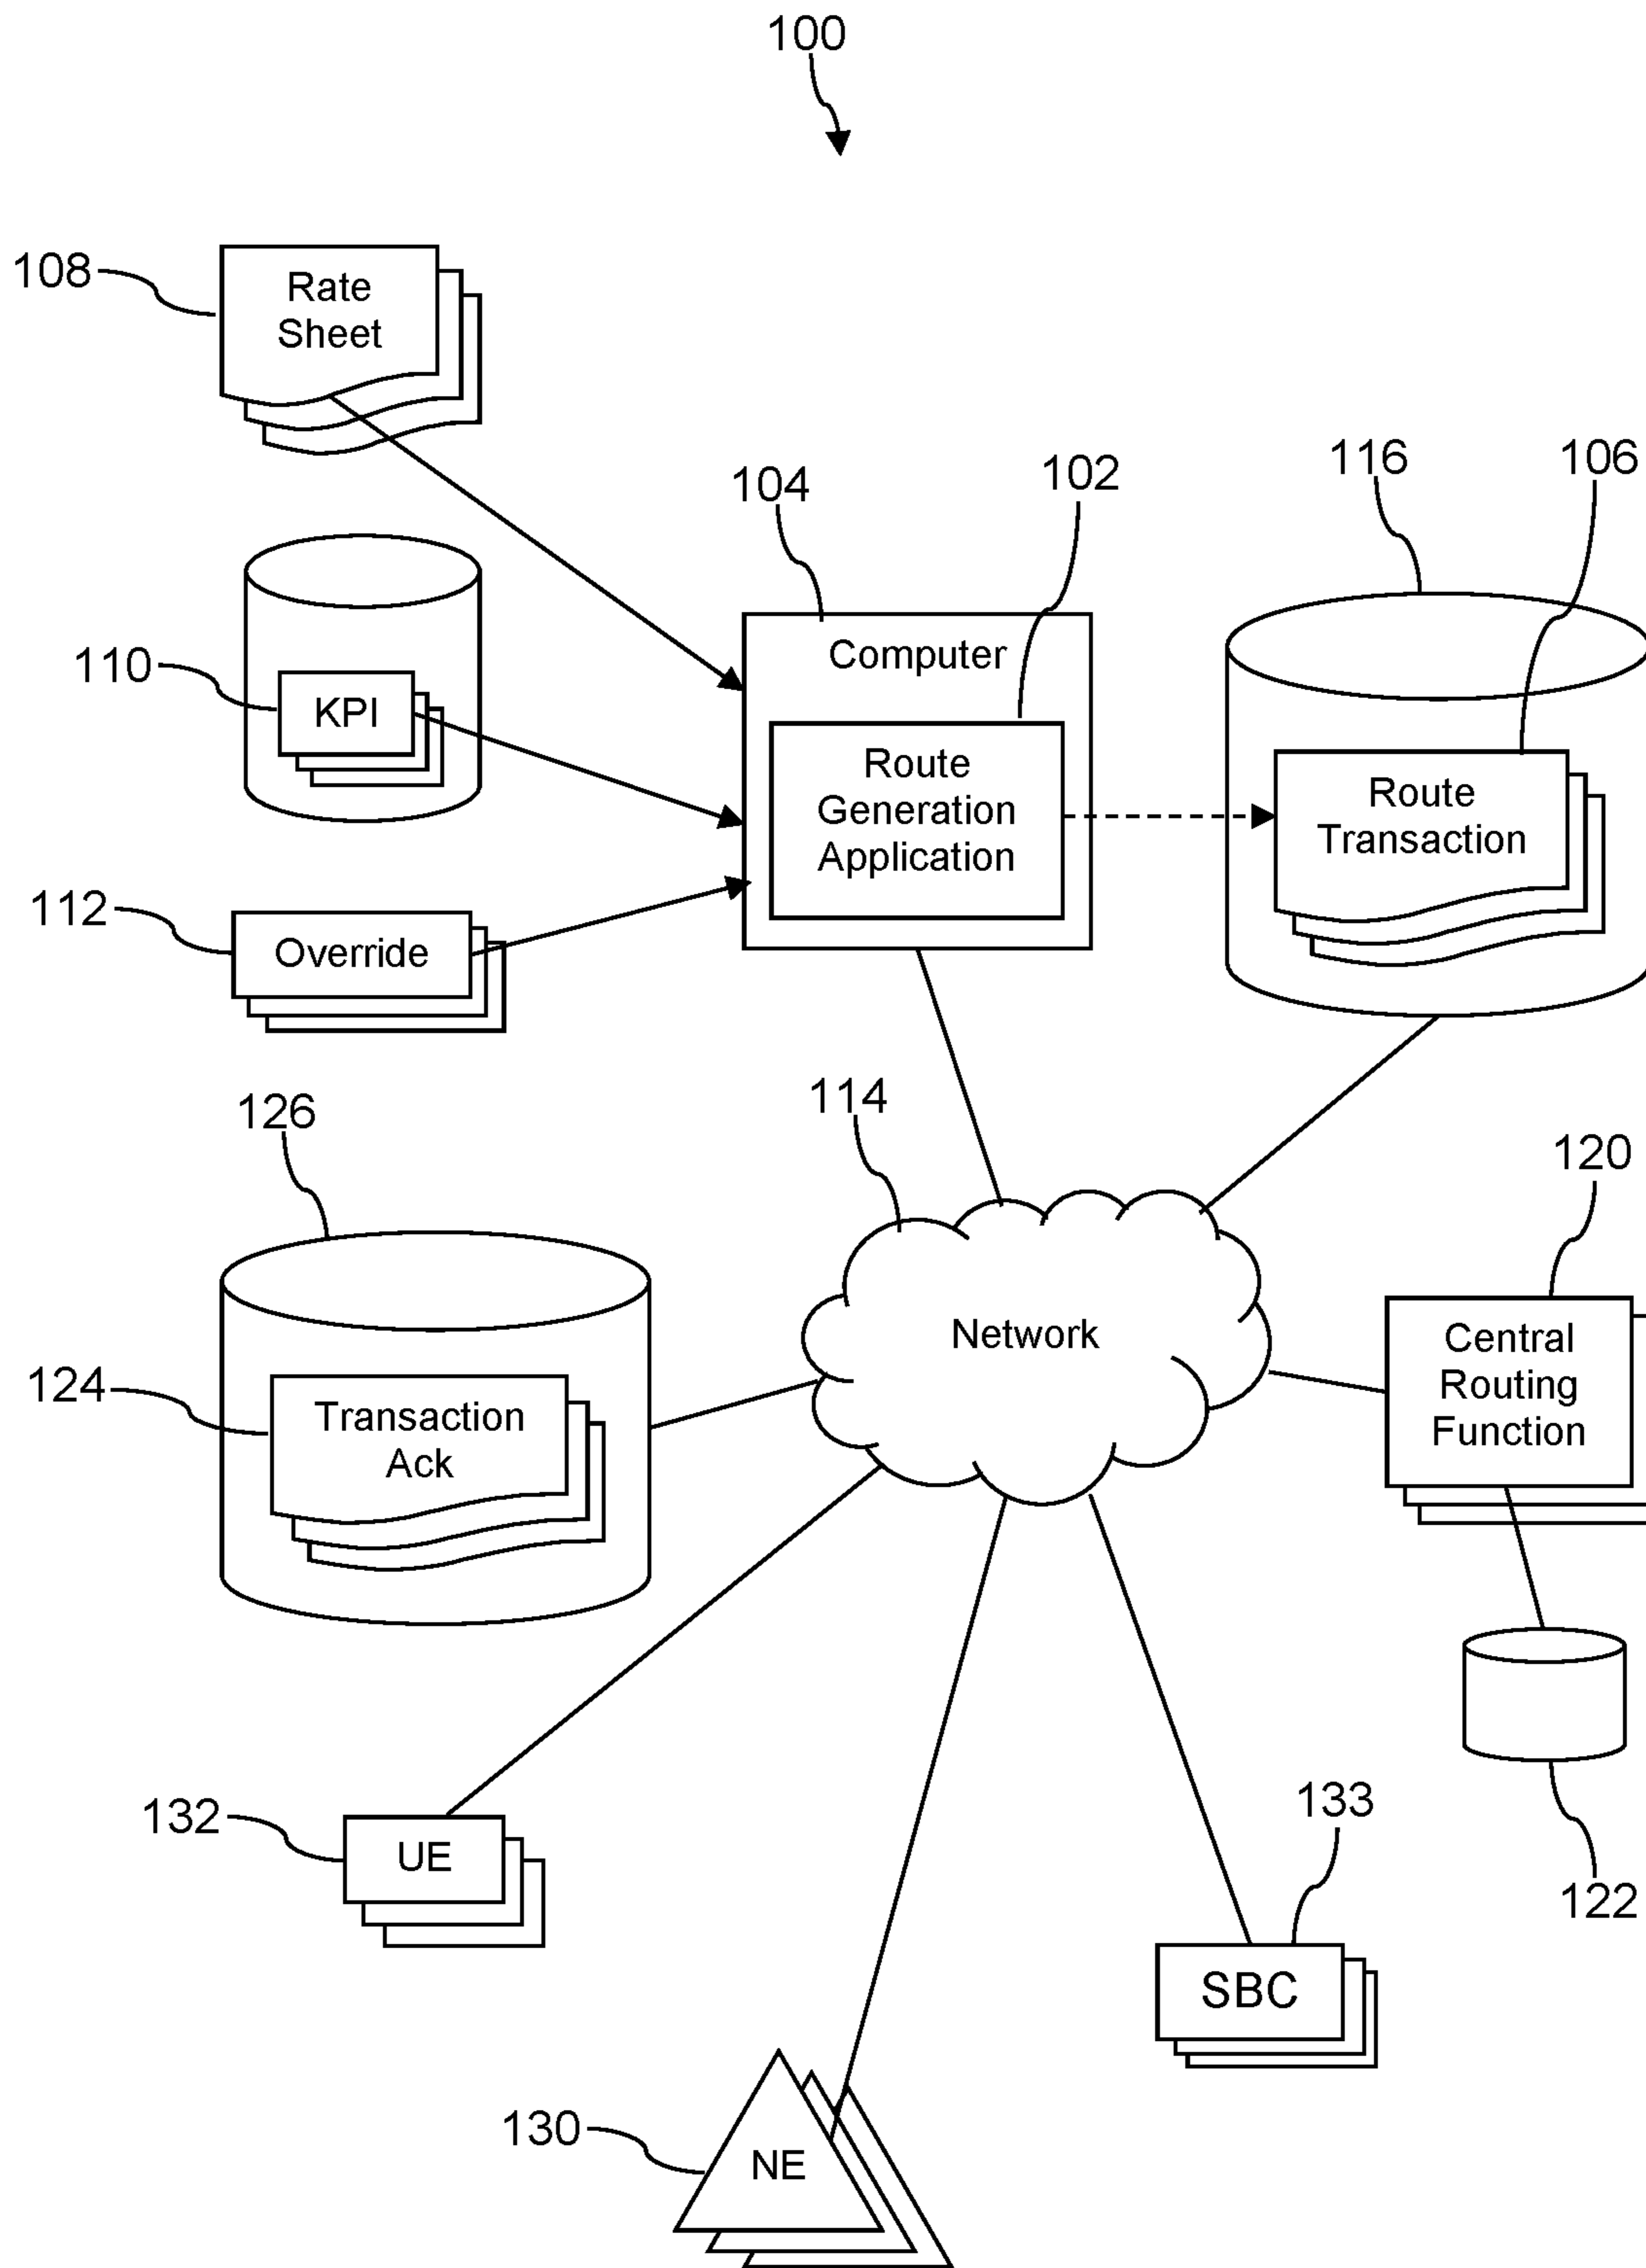 100
108
Rate
Sheet
104
102
116
106
110
KPI
Computer
Route
Generation
Application
Route
Transaction
112
Override
126
114
120
124
Transaction
Ack
Network
Central
Routing
Function
132
UE
133
122
SBC
130
NE